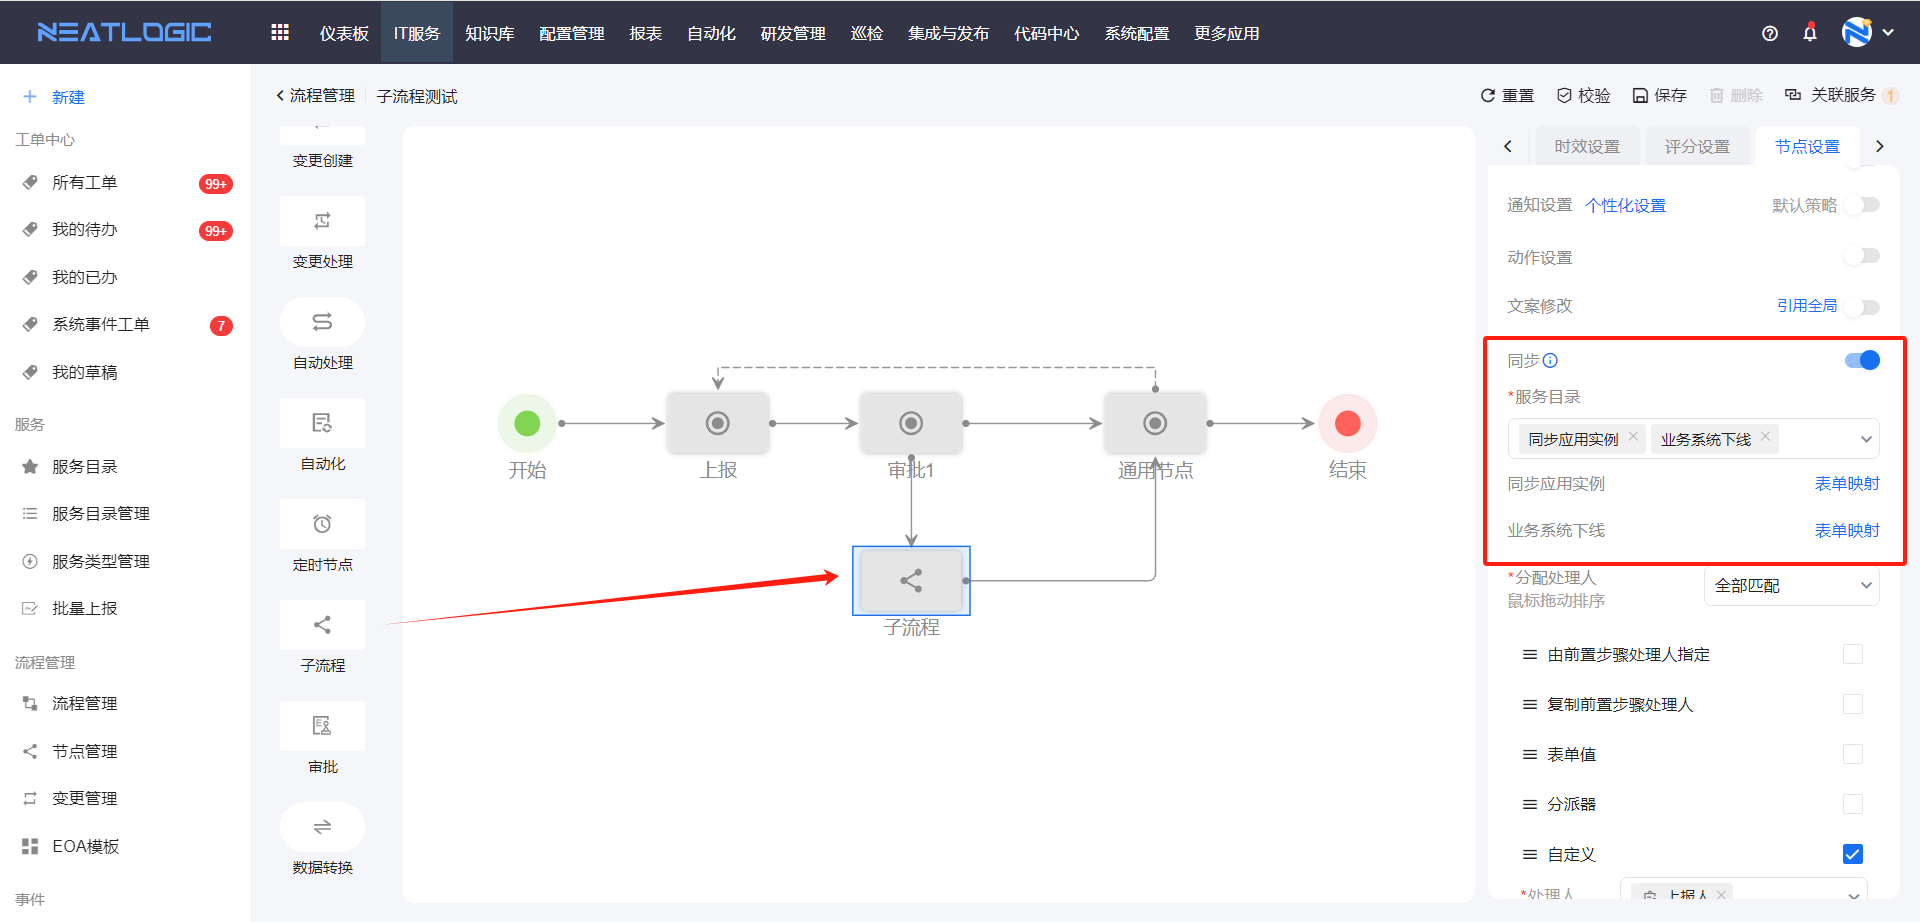 NEATLOGIC
仪表板 IT服务 知识库 配置管理 报表 自动化 研发管理 巡检 集成与发布 代码中心 系统配置 更多应用
新建
工单中心
所有工单 99+
我的待办 99+
我的已办
系统事件工单 7
我的草稿
服务
服务目录
服务目录管理
服务类型管理
批量上报
流程管理
流程管理
节点管理
变更管理
EOA模板
事件
流程管理 子流程测试
重置 校验 保存 删除 关联服务 1
变更创建
变更处理
自动处理
自动化
定时节点
子流程
审批
数据转换
开始 上报 审批1 通用节点 结束
子流程
时效设置 评分设置 节点设置
通知设置 个性化设置 默认策略
动作设置
文案修改 引用全局
同步
*服务目录
同步应用实例 业务系统下线
同步应用实例 表单映射
业务系统下线 表单映射
*分配处理人 全部匹配
鼠标拖动排序
由前置步骤处理人指定
复制前置步骤处理人
表单值
分派器
自定义
*处理人 上报人